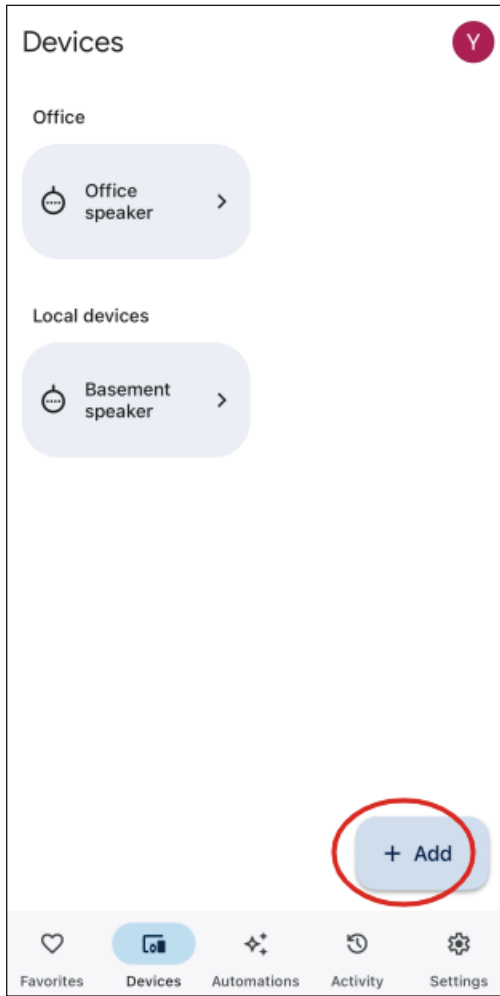 Devices
Y
Office
Office
speaker
Local devices
Basement
speaker
+ Add
Favorites Devices Automations Activity Settings